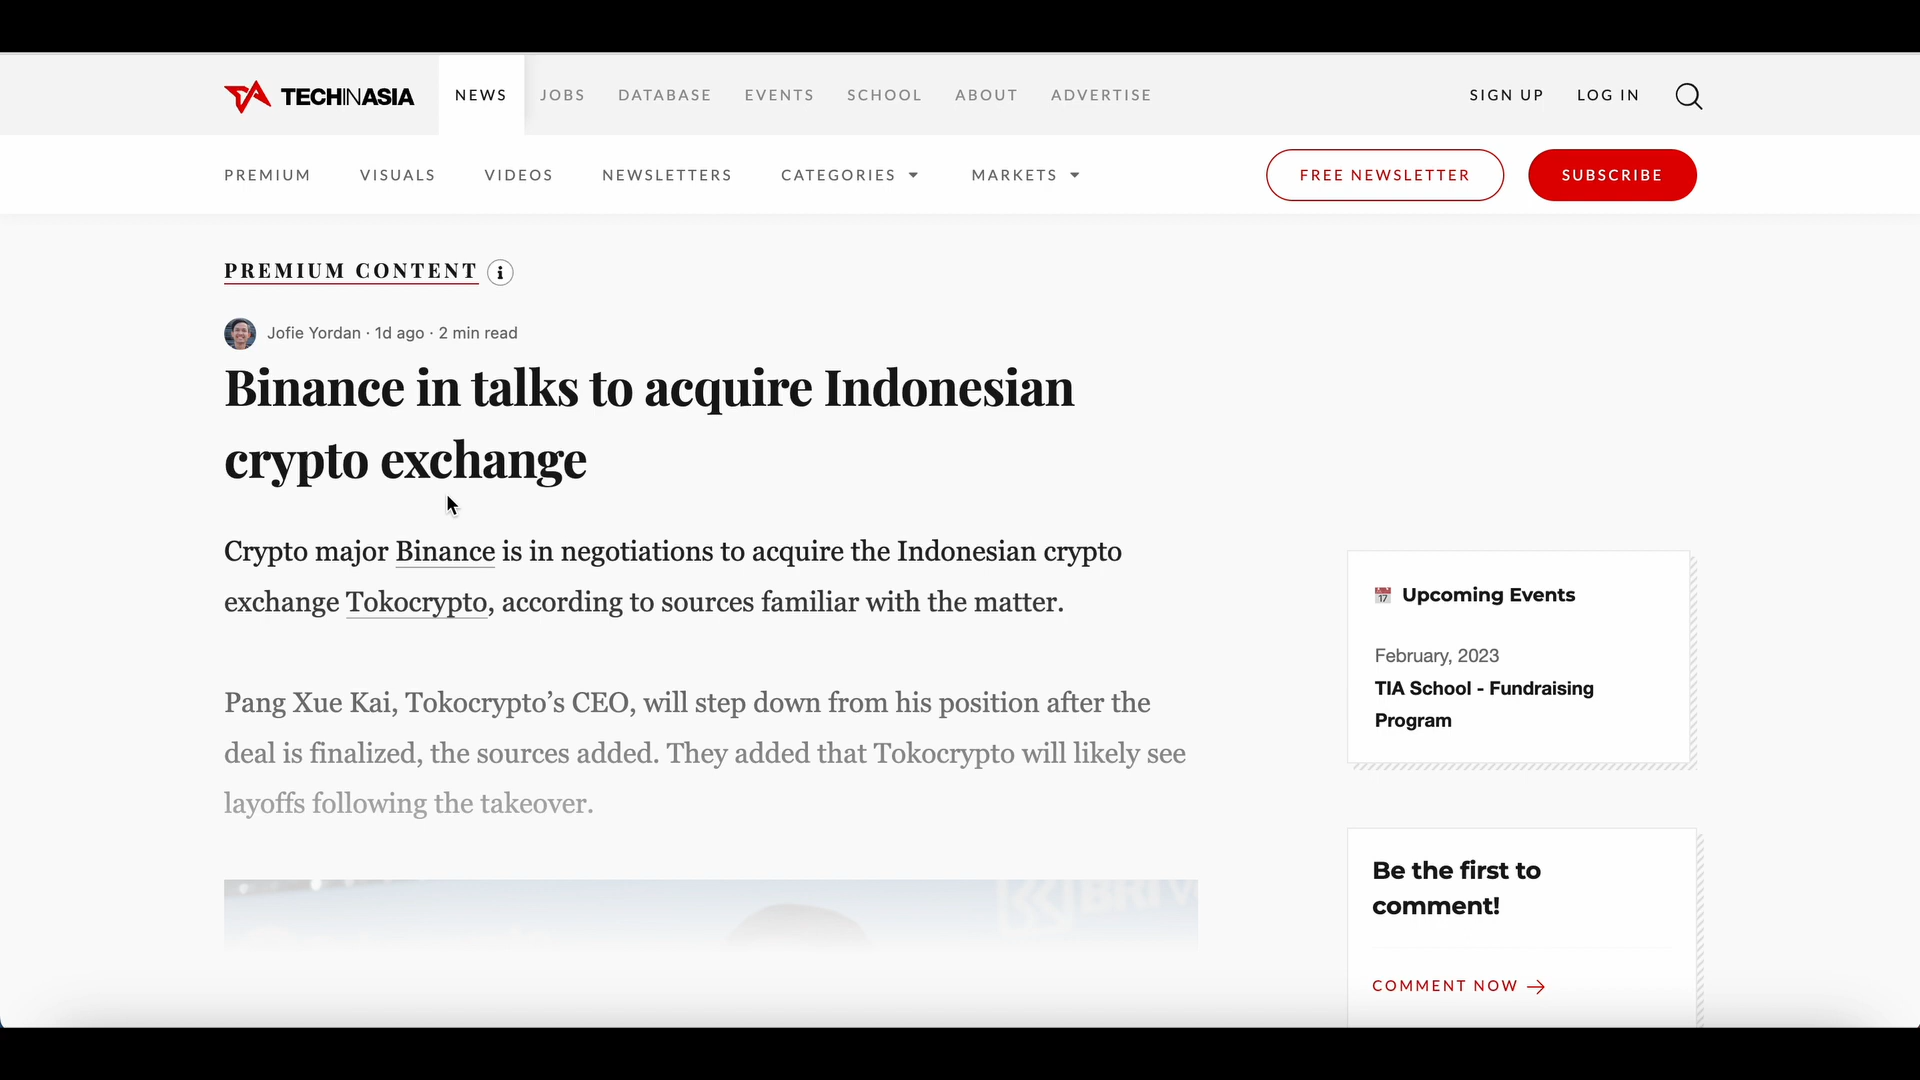 TECHINASIA NEWS JOBS DATABASE EVENTS SCHOOL ABOUT ADVERTISE SIGN UP LOG IN
PREMIUM VISUALS VIDEOS NEWSLETTERS CATEGORIES MARKETS FREE NEWSLETTER SUBSCRIBE
PREMIUM CONTENT i
Jofie Yordan · 1d ago · 2 min read
Binance in talks to acquire Indonesian
crypto exchange
Crypto major Binance is in negotiations to acquire the Indonesian crypto
exchange Tokocrypto, according to sources familiar with the matter.
Pang Xue Kai, Tokocrypto’s CEO, will step down from his position after the
deal is finalized, the sources added. They added that Tokocrypto will likely see
layoffs following the takeover.
17 Upcoming Events
February, 2023
TIA School - Fundraising
Program
Be the first to
comment!
COMMENT NOW